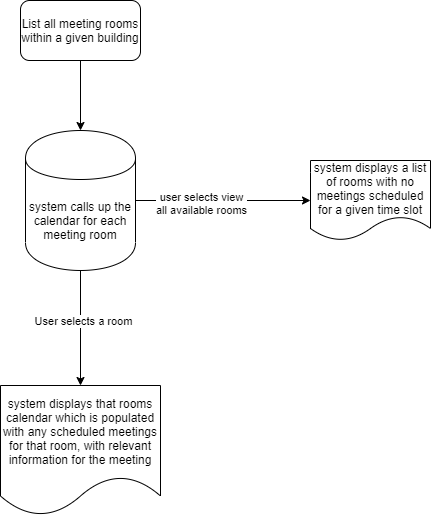 List all meeting rooms
within a given building
system calls up the
calendar for each
meeting room
user selects view
all available rooms
system displays a list
of rooms with no
meetings scheduled
for a given time slot
User selects a room
system displays that rooms
calendar which is populated
with any scheduled meetings
for that room, with relevant
information for the meeting